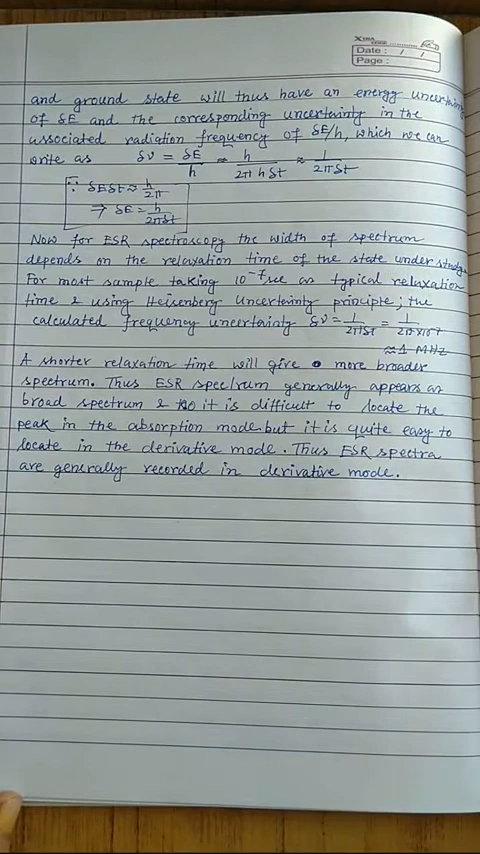 Date : / /
Page :
and ground state will thus have an energy uncertain
of δE and the corresponding uncertainty in the
associated radiation frequency of δE/h, which we can
write as δν = δE/h ≈ h/2πhδt ≈ 1/2πδt
∵ δEδt ≈ h/2π
⇒ δE = h/2πδt
Now for ESR spectroscopy the width of spectrum
depends on the relaxation time of the state under study.
For most sample taking 10⁻⁷sec as typical relaxation
time & using Heisenberg Uncertainty principle; the
calculated frequency uncertainty δν = 1/2πδt = 1/2π×10⁻⁷
≈ 1 MHz
A shorter relaxation time will give more broader
spectrum. Thus ESR spectrum generally appears as
broad spectrum & so it is difficult to locate the
peak in the absorption mode but it is quite easy to
locate in the derivative mode. Thus ESR spectra
are generally recorded in derivative mode.